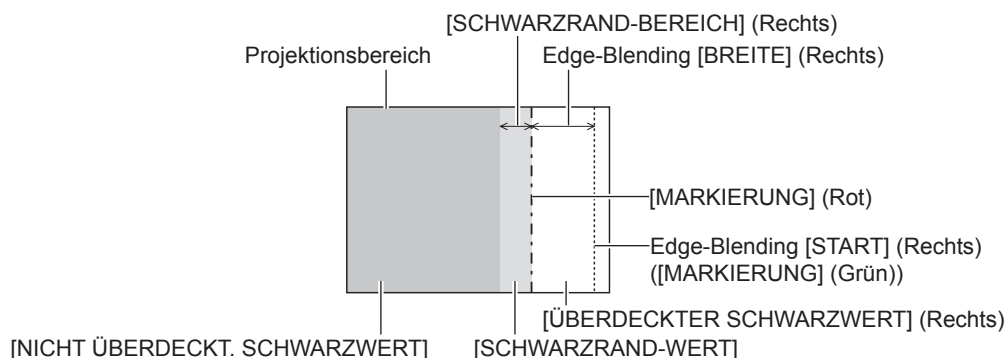 [SCHWARZRAND-BEREICH] (Rechts)
Projektionsbereich
Edge-Blending [BREITE] (Rechts)
[MARKIERUNG] (Rot)
Edge-Blending [START] (Rechts)
([MARKIERUNG] (Grün))
[ÜBERDECKTER SCHWARZWERT] (Rechts)
[NICHT ÜBERDECKT. SCHWARZWERT]
[SCHWARZRAND-WERT]